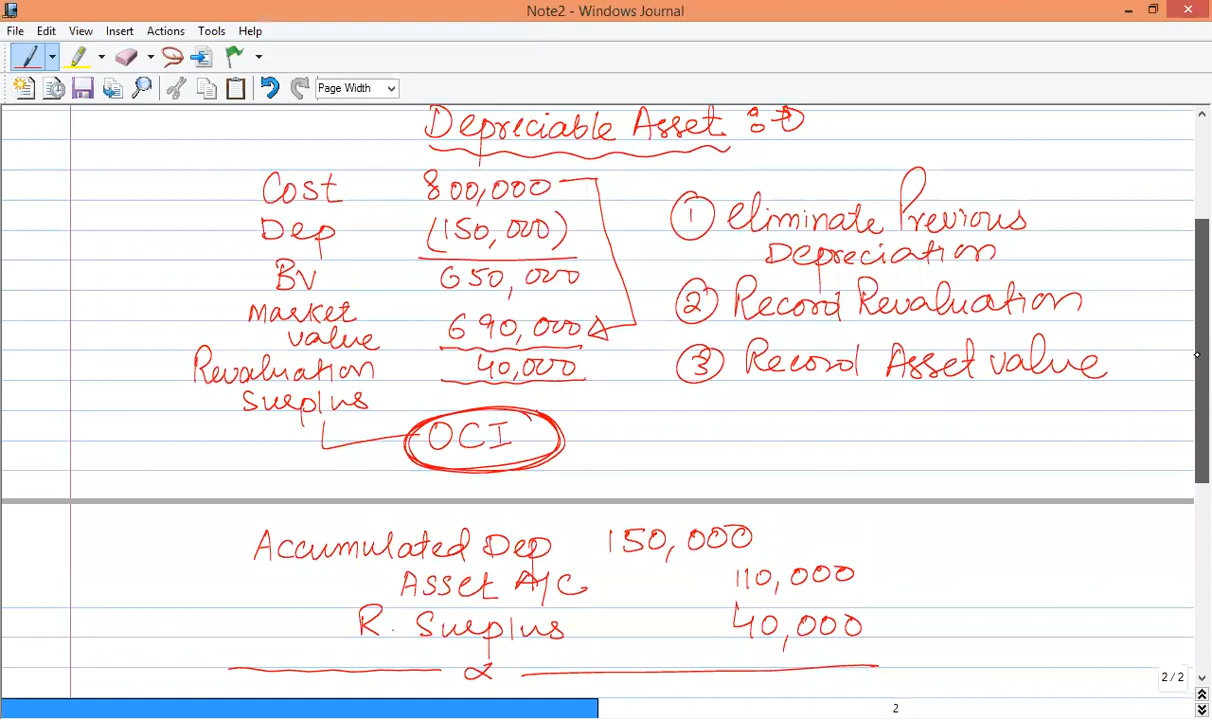 Note2 - Windows Journal
File Edit View Insert Actions Tools Help
Page Width
Depreciable Asset :
Cost 800,000
Dep (150,000)
BV 650,000
Market value 690,000
40,000
Revaluation Surplus
OCI
1 eliminate Previous
Depreciation
2 Record Revaluation
3 Record Asset value
Accumulated Dep 150,000
Asset A/C 110,000
R. Surplus 40,000
2 / 2
2